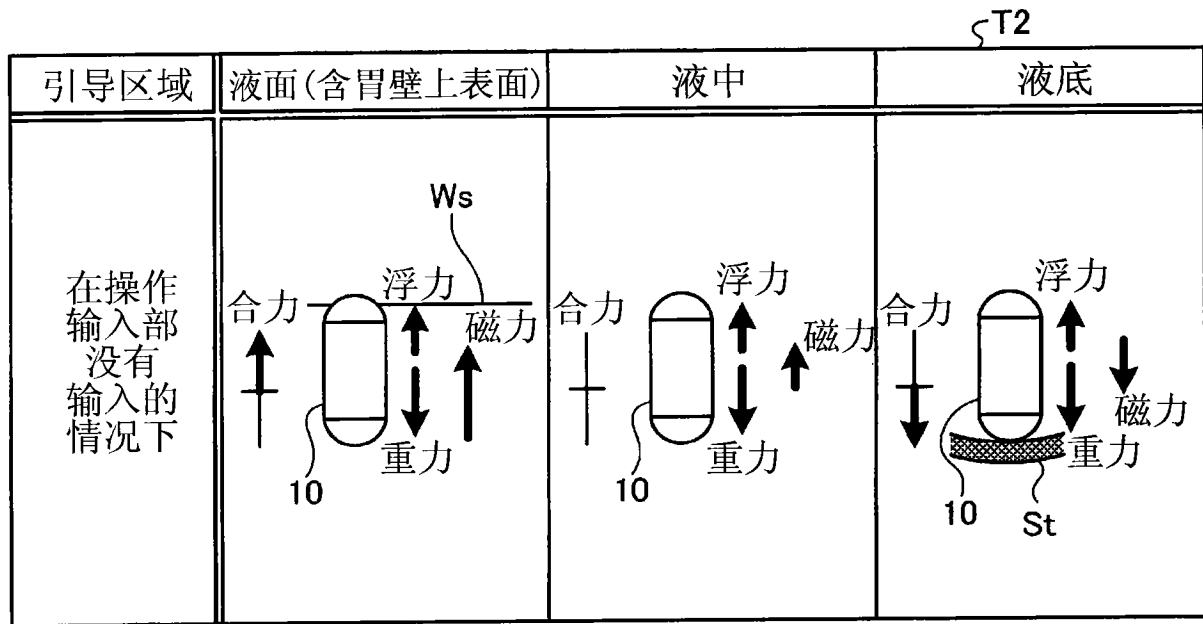 T2
引导区域
液面(含胃壁上表面)
液中
液底
在操作
输入部
没有
输入的
情况下
Ws
合力
浮力
磁力
重力
10
合力
浮力
磁力
重力
10
合力
浮力
磁力
重力
10
St